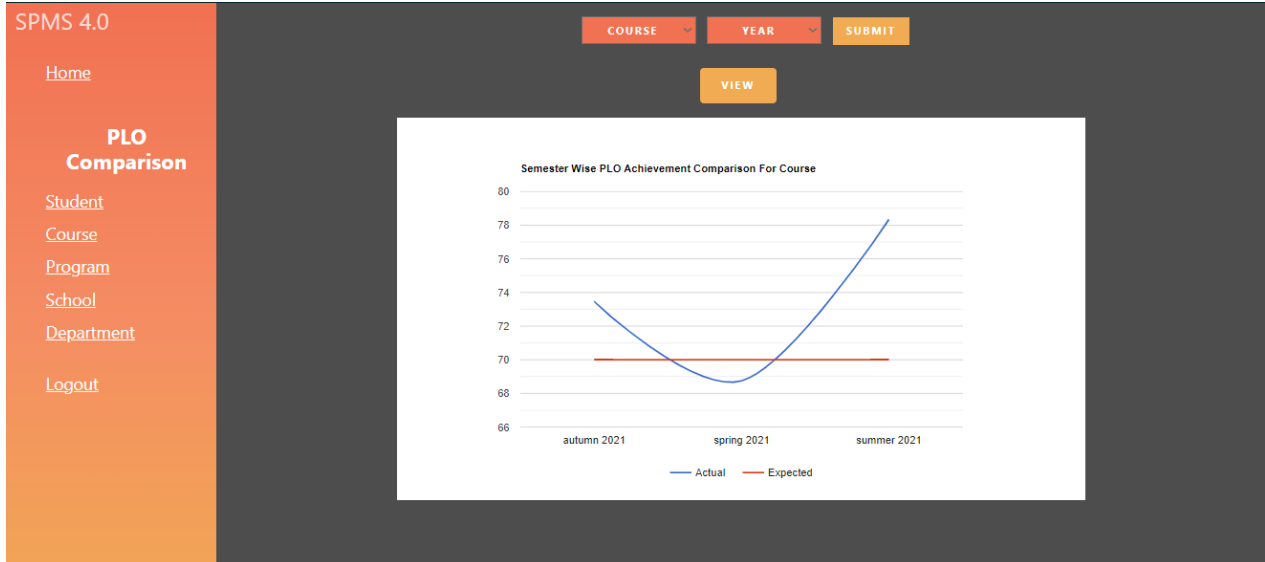 SPMS 4.0
Home
PLO
Comparison
Student
Course
Program
School
Department
Logout
COURSE YEAR SUBMIT
VIEW
Semester Wise PLO Achievement Comparison For Course
80
78
76
74
72
70
68
66
autumn 2021 spring 2021 summer 2021
Actual Expected